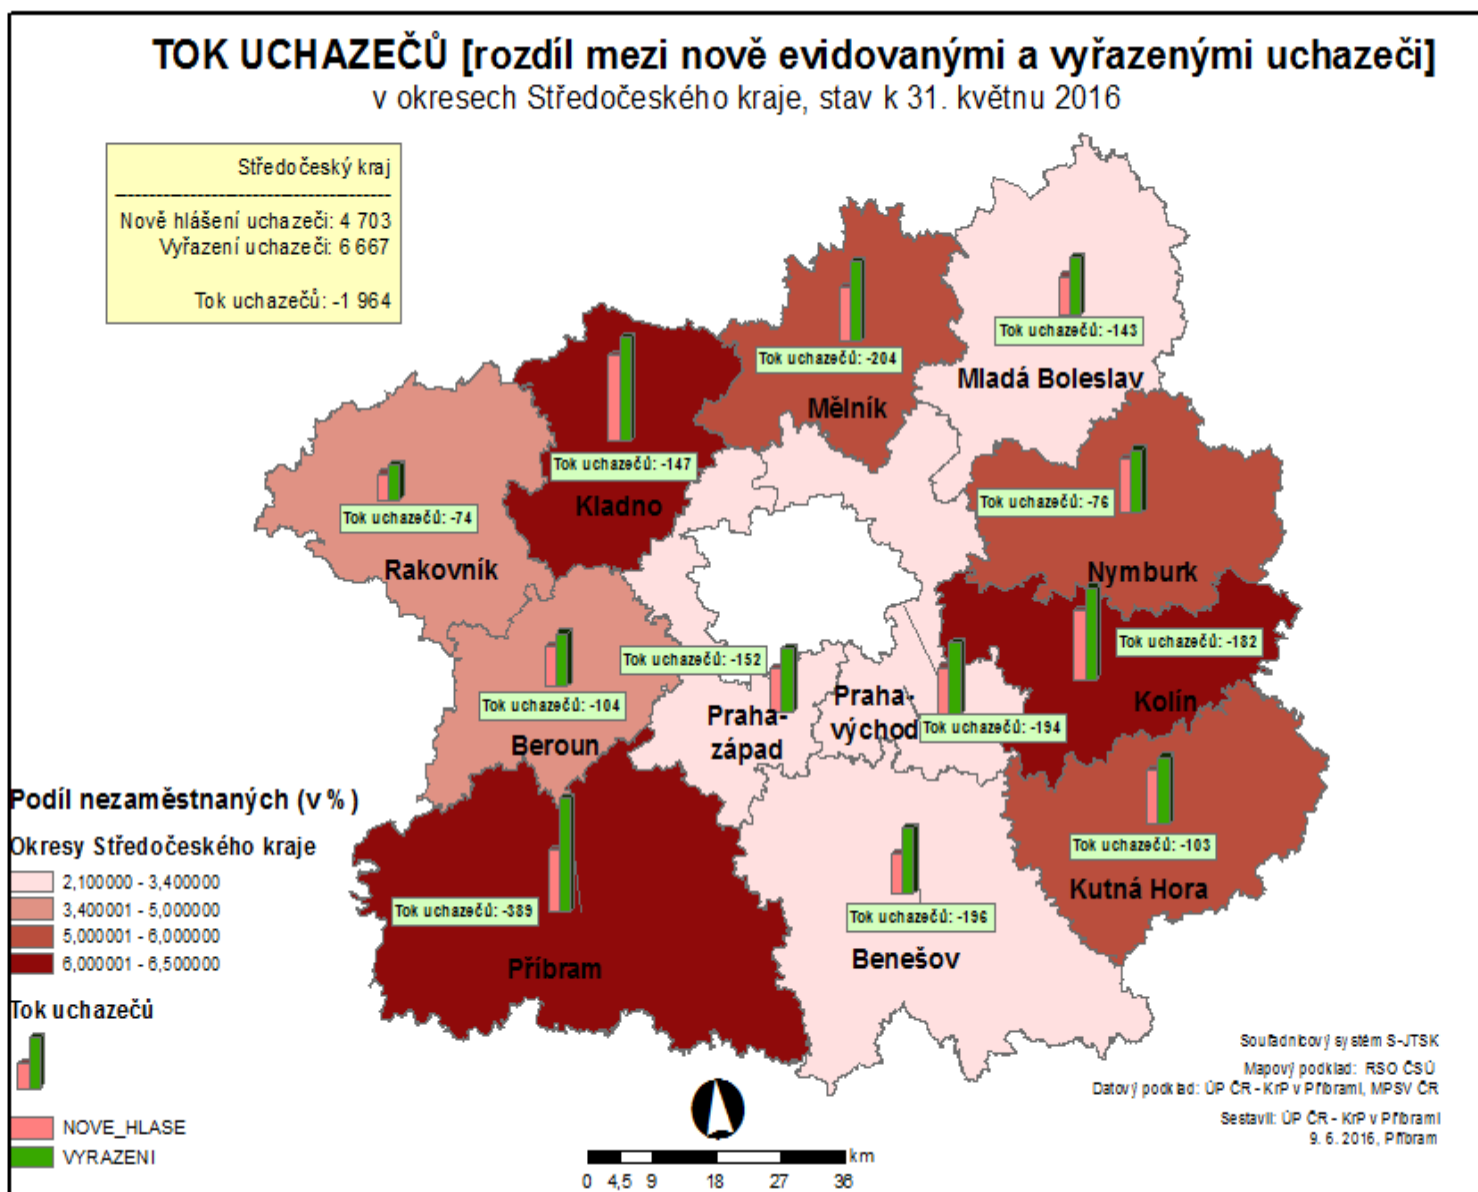 TOK UCHAZEČŮ [rozdíl mezi nově evidovanými a vyřazenými uchazeči]
v okresech Středočeského kraje, stav k 31. květnu 2016
Středočeský kraj
Nově hlášení uchazeči: 4 703
Vyřazení uchazeči: 6 667
Tok uchazečů: -1 964
Tok uchazečů: -143
Mladá Boleslav
Tok uchazečů: -204
Mělník
Tok uchazečů: -147
Kladno
Tok uchazečů: -76
Nymburk
Tok uchazečů: -74
Rakovník
Tok uchazečů: -182
Kolín
Tok uchazečů: -152
Praha-
západ
Praha-
východ
Tok uchazečů: -194
Tok uchazečů: -104
Beroun
Tok uchazečů: -103
Kutná Hora
Tok uchazečů: -389
Příbram
Tok uchazečů: -196
Benešov
Podíl nezaměstnaných (v %)
Okresy Středočeského kraje
2,100000 - 3,400000
3,400001 - 5,000000
5,000001 - 6,000000
6,000001 - 6,500000
Tok uchazečů
NOVE_HLASE
VYRAZENI
km
0 4,5 9 18 27 36
Souřadnicový systém S-JTSK
Mapový podklad: RSO ČSÚ
Datový podklad: ÚP ČR - KrP v Příbrami, MPSV ČR
Sestavil: ÚP ČR - KrP v Příbrami
9. 6. 2016, Příbram